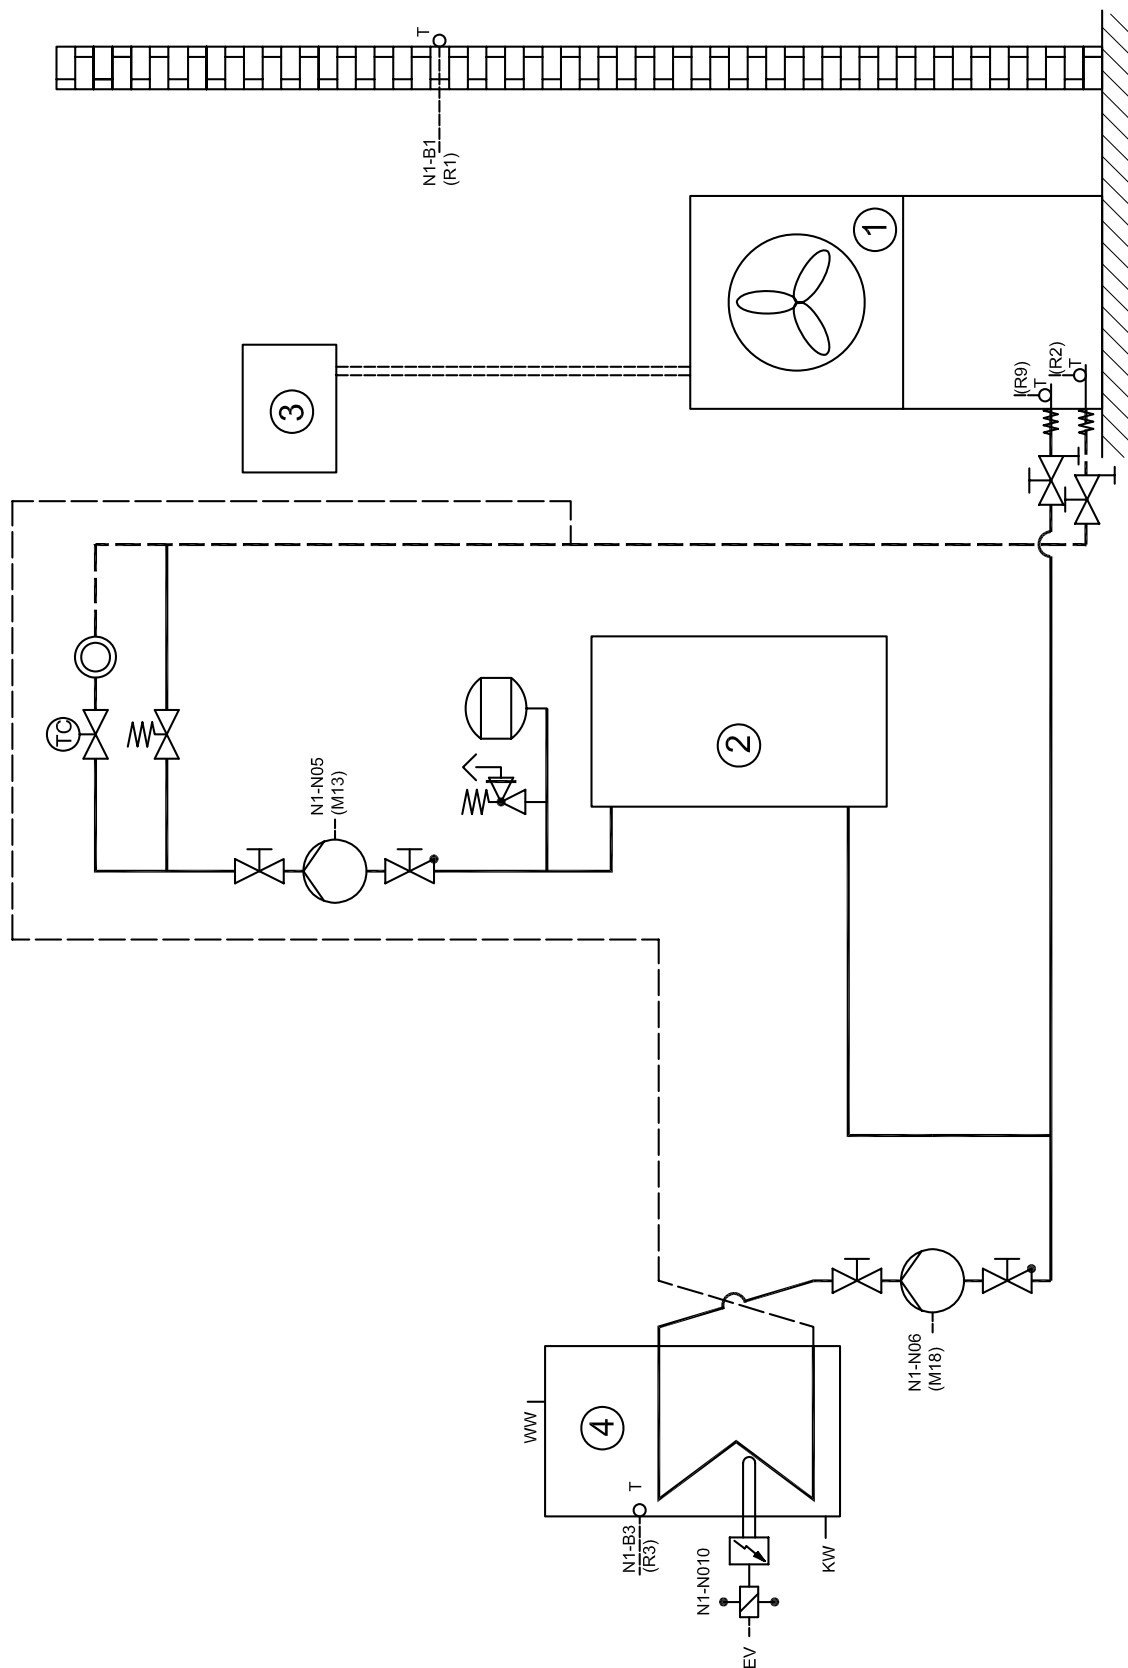 T
N1-B1
(R1)
1
3
(R9)
T
(R2)
T
TC
N1-N05
(M13)
2
N1-N06
(M18)
WW
4
T
N1-B3
(R3)
KW
N1-N010
EV